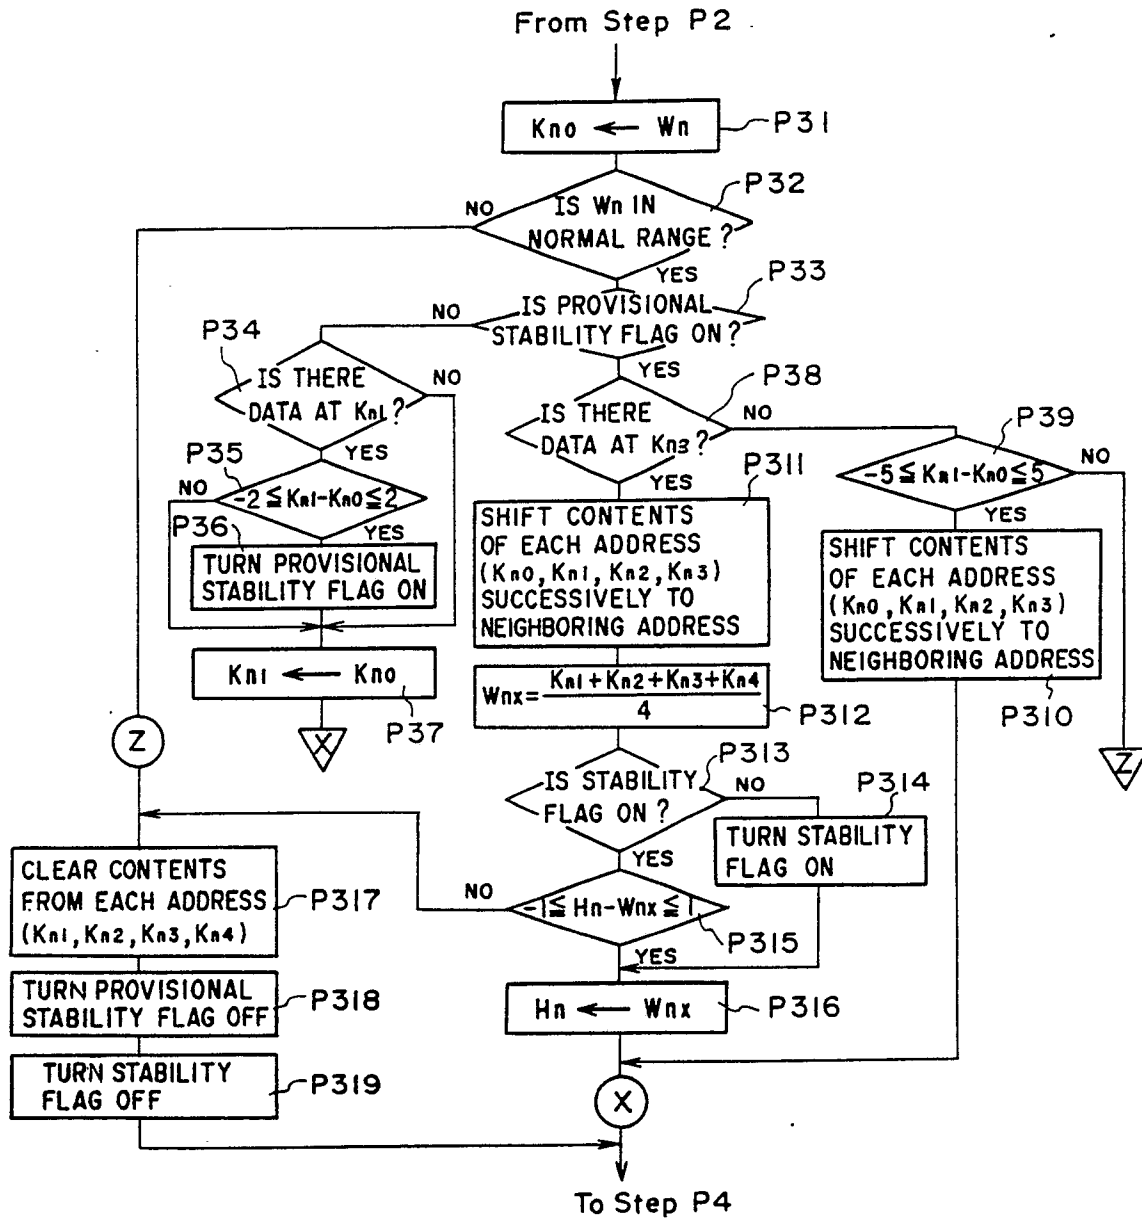 From Step P2
Kn0 ← Wn
P31
IS Wn IN
NORMAL RANGE?
P32
NO
YES
IS PROVISIONAL
STABILITY FLAG ON?
P33
NO
YES
P34
IS THERE
DATA AT Kn1?
NO
YES
IS THERE
DATA AT Kn3?
P38
NO
YES
P39
-5≦Kn1-Kn0≦5
NO
YES
P35
-2≦Kn1-Kn0≦2
NO
YES
P36
TURN PROVISIONAL
STABILITY FLAG ON
P311
SHIFT CONTENTS
OF EACH ADDRESS
(Kn0,Kn1,Kn2,Kn3)
SUCCESSIVELY TO
NEIGHBORING ADDRESS
SHIFT CONTENTS
OF EACH ADDRESS
(Kn0,Kn1,Kn2,Kn3)
SUCCESSIVELY TO
NEIGHBORING ADDRESS
P310
Kn1 ← Kn0
P37
X
Wnx=
Kn1+Kn2+Kn3+Kn4
4
P312
Z
Z
IS STABILITY
FLAG ON?
P313
NO
YES
P314
TURN STABILITY
FLAG ON
-1≦Hn-Wnx≦1
P315
NO
YES
CLEAR CONTENTS
FROM EACH ADDRESS
(Kn1,Kn2,Kn3,Kn4)
P317
TURN PROVISIONAL
STABILITY FLAG OFF
P318
Hn ← Wnx
P316
TURN STABILITY
FLAG OFF
P319
X
To Step P4